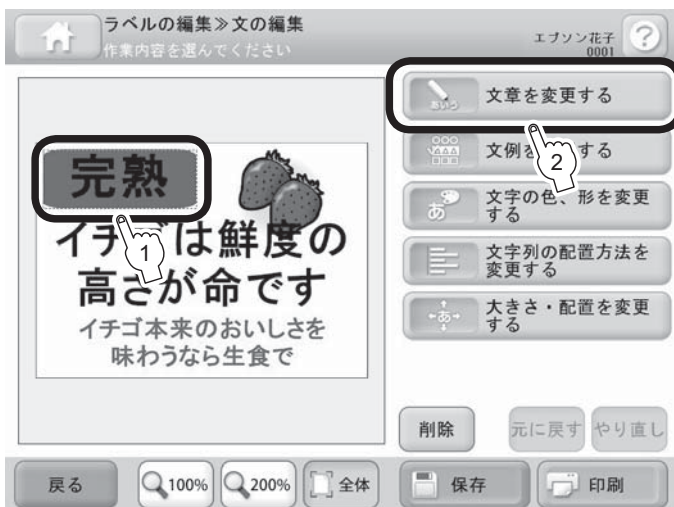 ラベルの編集≫文の編集
作業内容を選んでください
エプソン花子
0001
?
完熟
1
イチゴは鮮度の
高さが命です
イチゴ本来のおいしさを
味わうなら生食で
あいう
文章を変更する
2
文例を する
あ
文字の色、形を変更
する
文字列の配置方法を
変更する
あ
大きさ・配置を変更
する
削除
元に戻す
やり直し
戻る
100%
200%
全体
保存
印刷